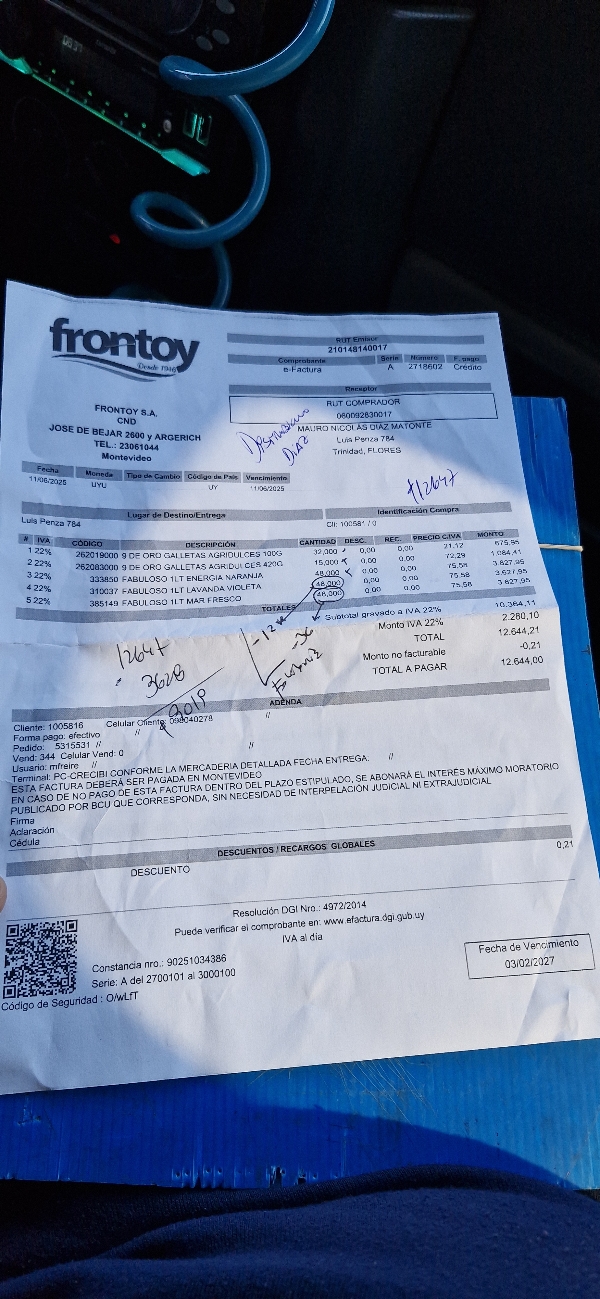 frontoy
Desde 1946
RUT Emisor
210148140017
Comprobante Serie Número F. pago
e-Factura A 2718602 Crédito
Receptor
RUT COMPRADOR
080092830017
MAURO NICOLÁS DIAZ MATONTE
Luis Penza 784
Trinidad, FLORES
FRONTOY S.A.
CND
JOSE DE BEJAR 2600 y ARGERICH
TEL.: 23061044
Montevideo
DIAZ
Fecha Moneda Tipo de Cambio Código de País Vencimiento
11/06/2025 UYU UY 11/06/2025
$12647
Lugar de Destino/Entrega Identificación Compra
Luis Penza 784 Cli: 100581 / 0
# IVA CÓDIGO DESCRIPCIÓN CANTIDAD DESC. REC. PRECIO C/IVA MONTO
1 22% 262019000 9 DE ORO GALLETAS AGRIDULCES 100G 32,000 0,00 0,00 21,12 675,95
2 22% 262083000 9 DE ORO GALLETAS AGRIDULCES 420G 15,000 0,00 0,00 72,29 1.084,41
3 22% 333850 FABULOSO 1LT ENERGIA NARANJA 48,000 0,00 0,00 75,58 3.627,95
4 22% 310037 FABULOSO 1LT LAVANDA VIOLETA 48,000 0,00 0,00 75,58 3.627,95
5 22% 385149 FABULOSO 1LT MAR FRESCO 48,000 0,00 0,00 75,58 3.627,95
TOTALES
Subtotal gravado a IVA 22% 10.364,11
Monto IVA 22% 2.280,10
TOTAL 12.644,21
Monto no facturable -0,21
TOTAL A PAGAR 12.644,00
12647
3628
9019
-12
-36
ADENDA
Cliente: 1005816 Celular Cliente: 098040278 //
Forma pago: efectivo //
Pedido: 5315531 // //
Vend: 344 Celular Vend: 0
Usuario: mfreire //
Terminal: PC-CRECIBI CONFORME LA MERCADERIA DETALLADA FECHA ENTREGA. //
ESTA FACTURA DEBERÁ SER PAGADA EN MONTEVIDEO
EN CASO DE NO PAGO DE ESTA FACTURA DENTRO DEL PLAZO ESTIPULADO, SE ABONARÁ EL INTERÉS MÁXIMO MORATORIO
PUBLICADO POR BCU QUE CORRESPONDA, SIN NECESIDAD DE INTERPELACIÓN JUDICIAL NI EXTRAJUDICIAL
Firma
Aclaración
Cédula
DESCUENTOS / RECARGOS GLOBALES
DESCUENTO 0,21
Resolución DGI Nro.: 4972/2014
Puede verificar el comprobante en: www.efactura.dgi.gub.uy
IVA al día
Constancia nro.: 90251034386
Serie: A del 2700101 al 3000100
Fecha de Vencimiento
03/02/2027
Código de Seguridad : O/wLfT